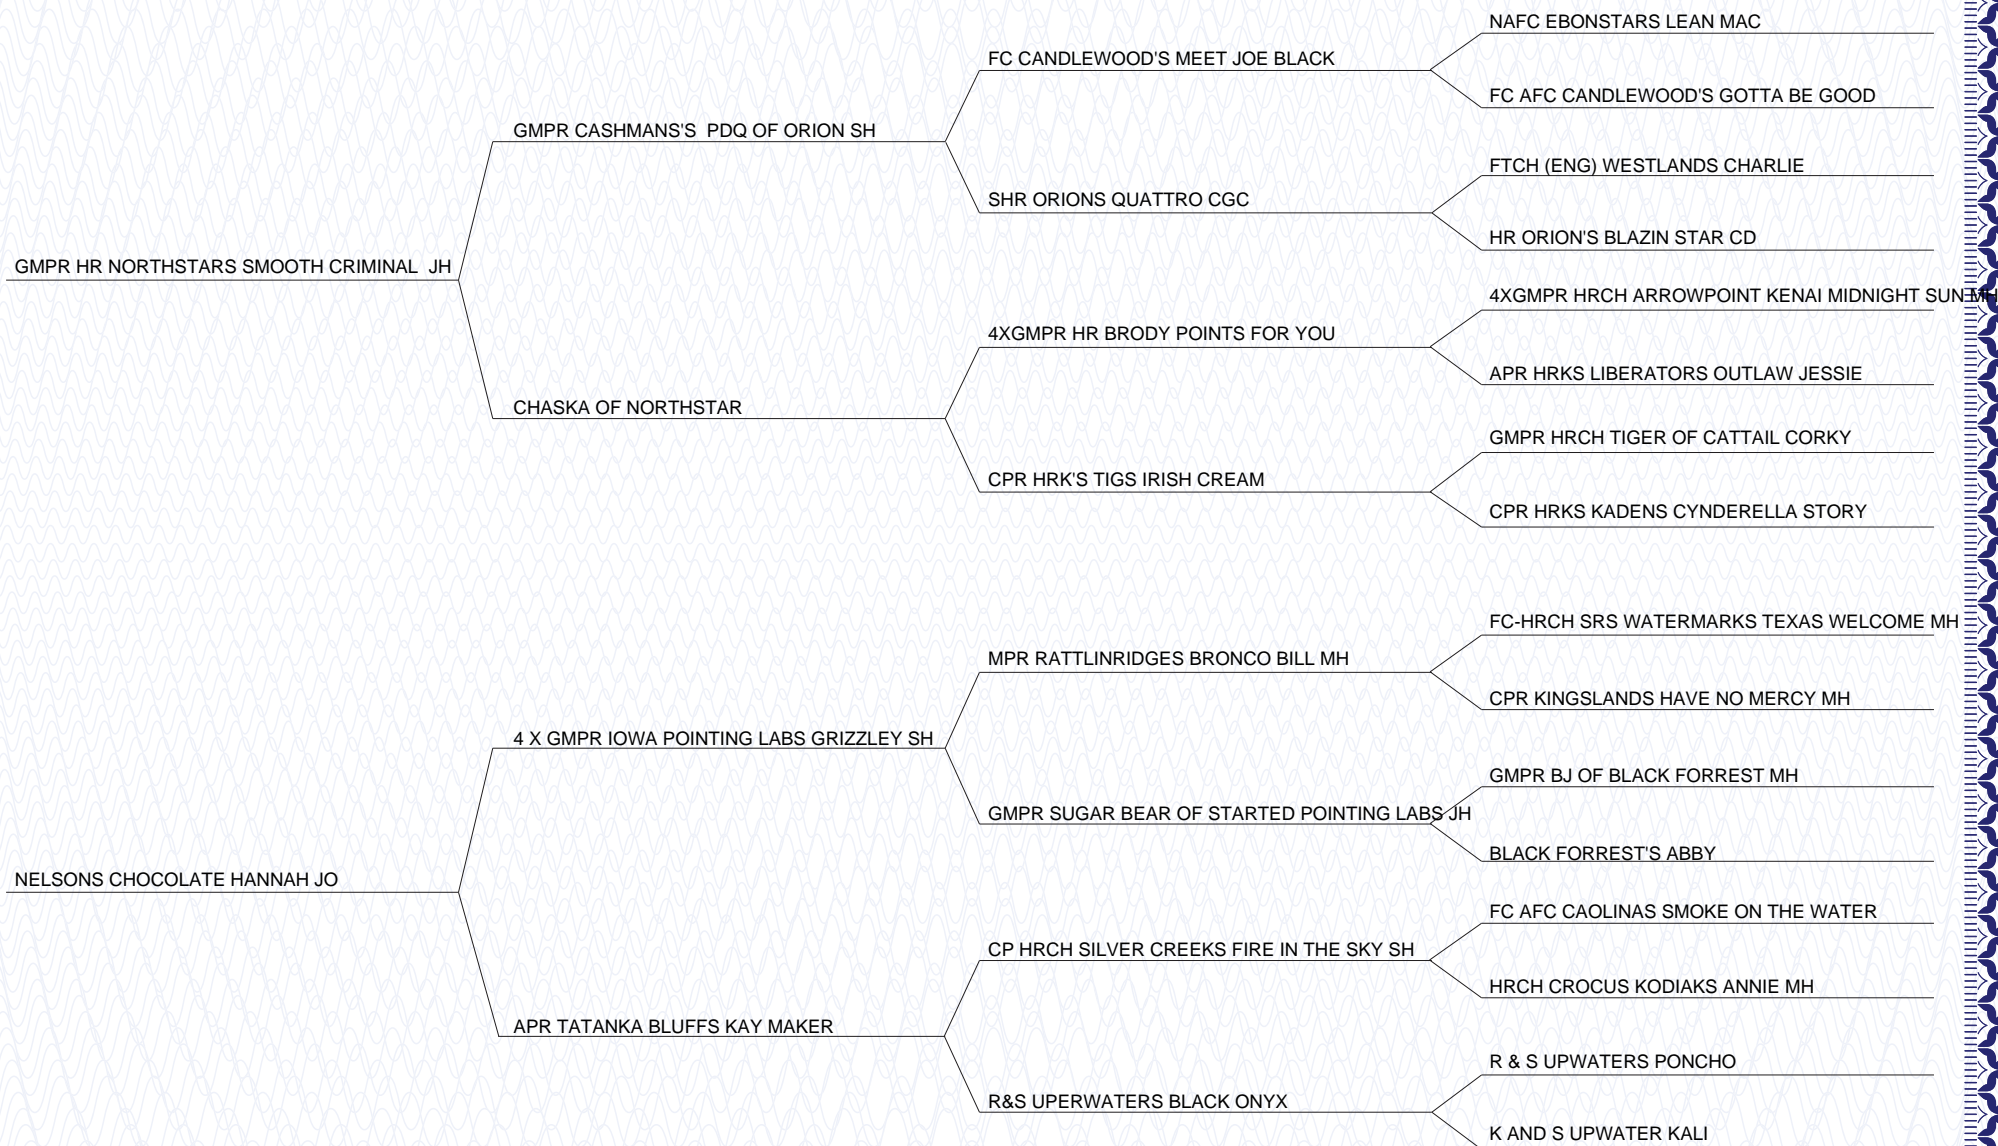 NAFC EBONSTARS LEAN MAC
FC CANDLEWOOD'S MEET JOE BLACK
FC AFC CANDLEWOOD'S GOTTA BE GOOD
GMPR CASHMANS'S  PDQ OF ORION SH
FTCH (ENG) WESTLANDS CHARLIE
SHR ORIONS QUATTRO CGC
HR ORION'S BLAZIN STAR CD
GMPR HR NORTHSTARS SMOOTH CRIMINAL  JH
4XGMPR HRCH ARROWPOINT KENAI MIDNIGHT SUN MH
4XGMPR HR BRODY POINTS FOR YOU
APR HRKS LIBERATORS OUTLAW JESSIE
CHASKA OF NORTHSTAR
GMPR HRCH TIGER OF CATTAIL CORKY
CPR HRK'S TIGS IRISH CREAM
CPR HRKS KADENS CYNDERELLA STORY
FC-HRCH SRS WATERMARKS TEXAS WELCOME MH
MPR RATTLINRIDGES BRONCO BILL MH
CPR KINGSLANDS HAVE NO MERCY MH
4 X GMPR IOWA POINTING LABS GRIZZLEY SH
GMPR BJ OF BLACK FORREST MH
GMPR SUGAR BEAR OF STARTED POINTING LABS JH
BLACK FORREST'S ABBY
NELSONS CHOCOLATE HANNAH JO
FC AFC CAOLINAS SMOKE ON THE WATER
CP HRCH SILVER CREEKS FIRE IN THE SKY SH
HRCH CROCUS KODIAKS ANNIE MH
APR TATANKA BLUFFS KAY MAKER
R & S UPWATERS PONCHO
R&S UPERWATERS BLACK ONYX
K AND S UPWATER KALI